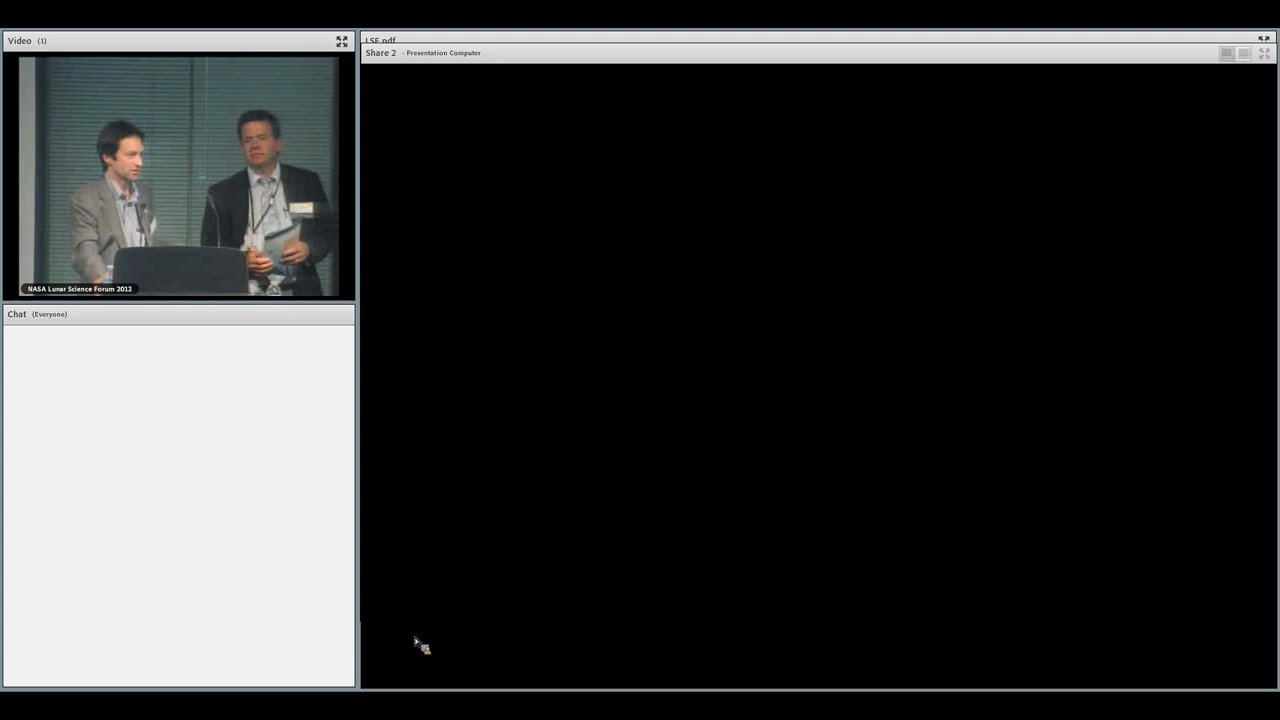 Video (1)
LSF.pdf
Share 2 - Presentation Computer
NASA Lunar Science Forum 2012
Chat (Everyone)